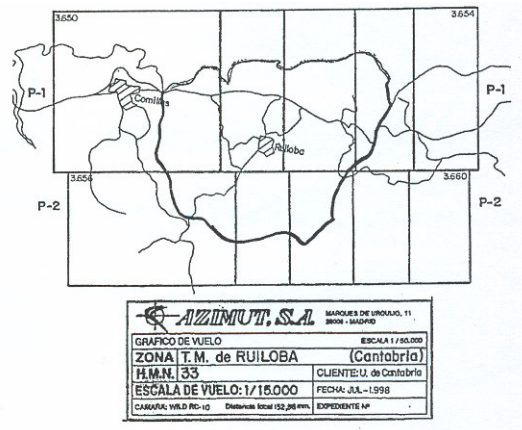 3.650
3.654
P-1
P-1
Comillas
Ruiloba
3.656
3.660
P-2
P-2
AZIMUT, S.A.
MARQUES DE URQUIJO, 11
28008 - MADRID
GRAFICO DE VUELO
ESCALA 1 / 50.000
ZONA T.M. de RUILOBA (Cantabria)
H.M.N. 33
CLIENTE: U. de Cantabria
ESCALA DE VUELO: 1/15.000
FECHA: JUL-1.998
CAMARA: WILD RC-10
Distancia focal 152,98 mm.
EXPEDIENTE Nº